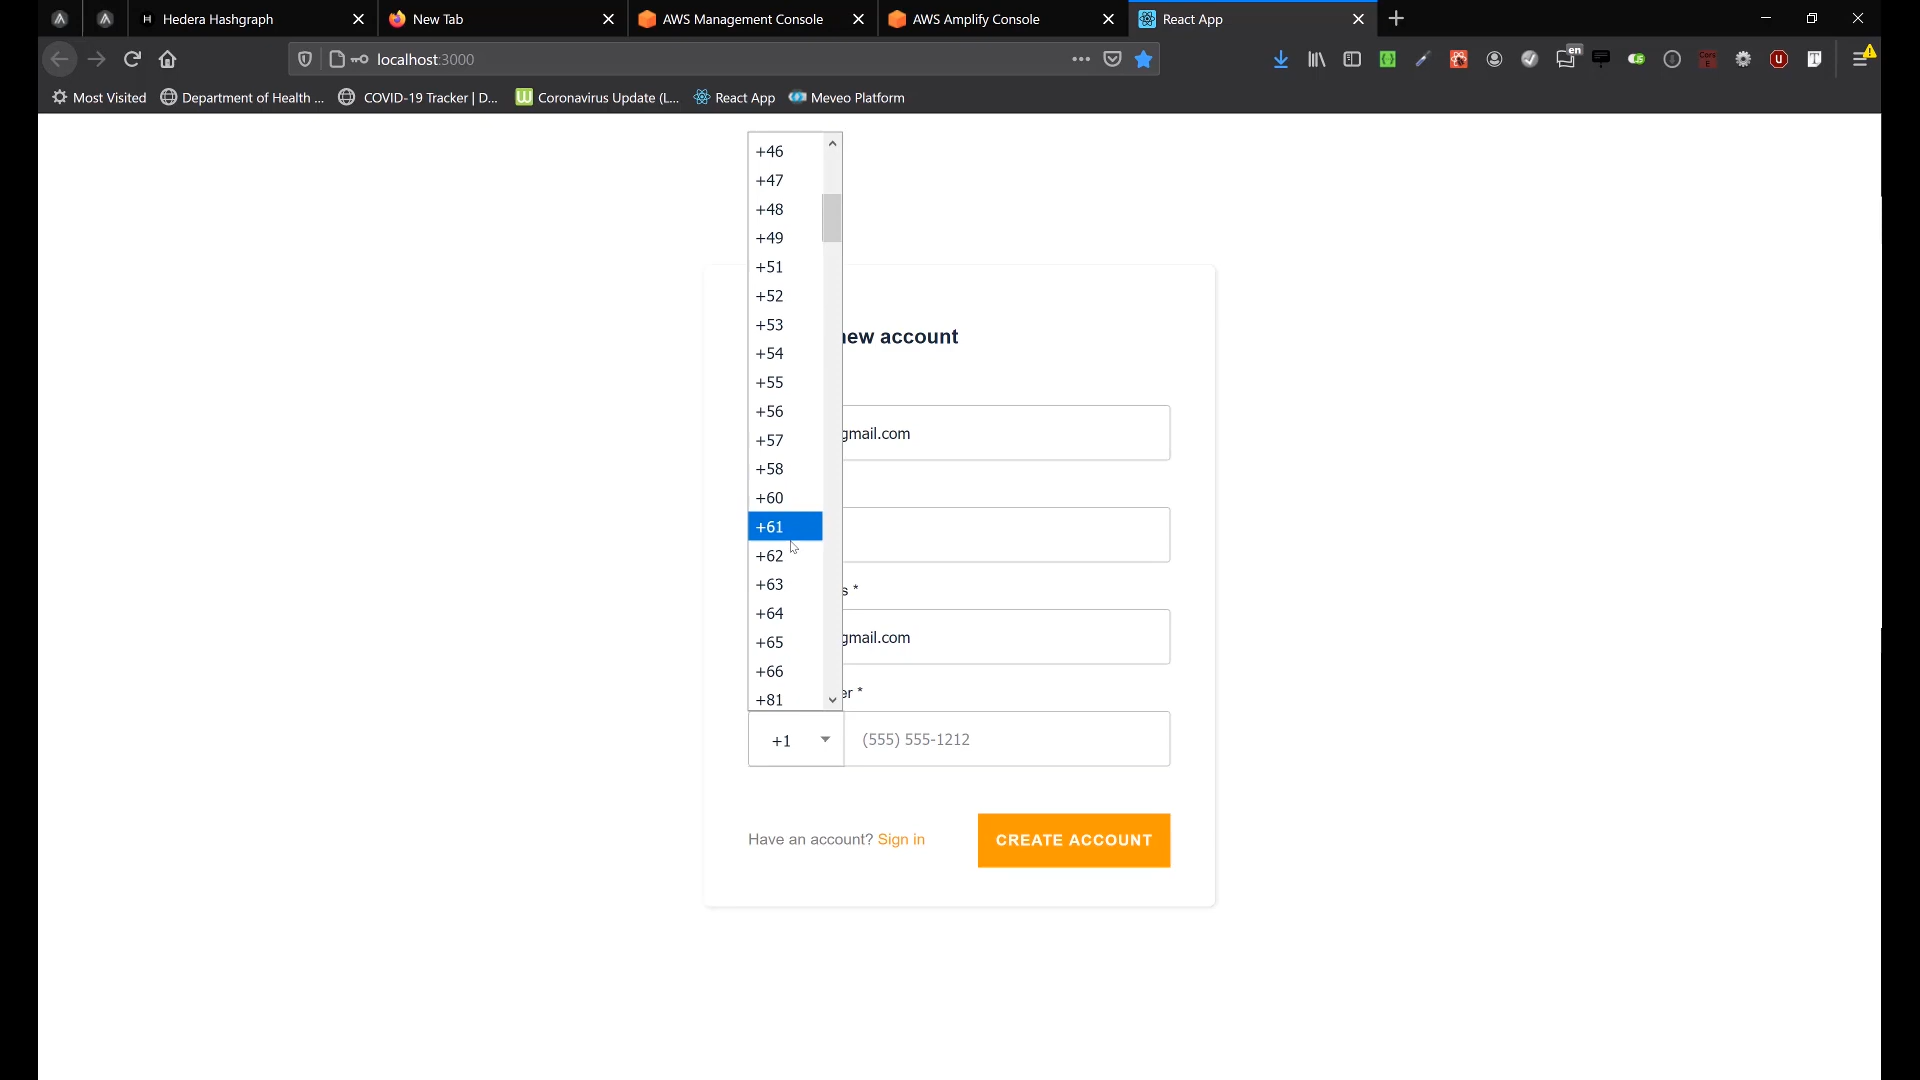 Hedera Hashgraph
New Tab
AWS Management Console
AWS Amplify Console
React App
localhost:3000
en
Most Visited
Department of Health ...
COVID-19 Tracker | D...
Coronavirus Update (L...
React App
Meveo Platform
+46
+47
+48
+49
+51
+52
+53
+54
+55
+56
+57
+58
+60
+61
+62
+63
+64
+65
+66
+81
new account
gmail.com
s *
gmail.com
er *
+1
(555) 555-1212
Have an account? Sign in
CREATE ACCOUNT